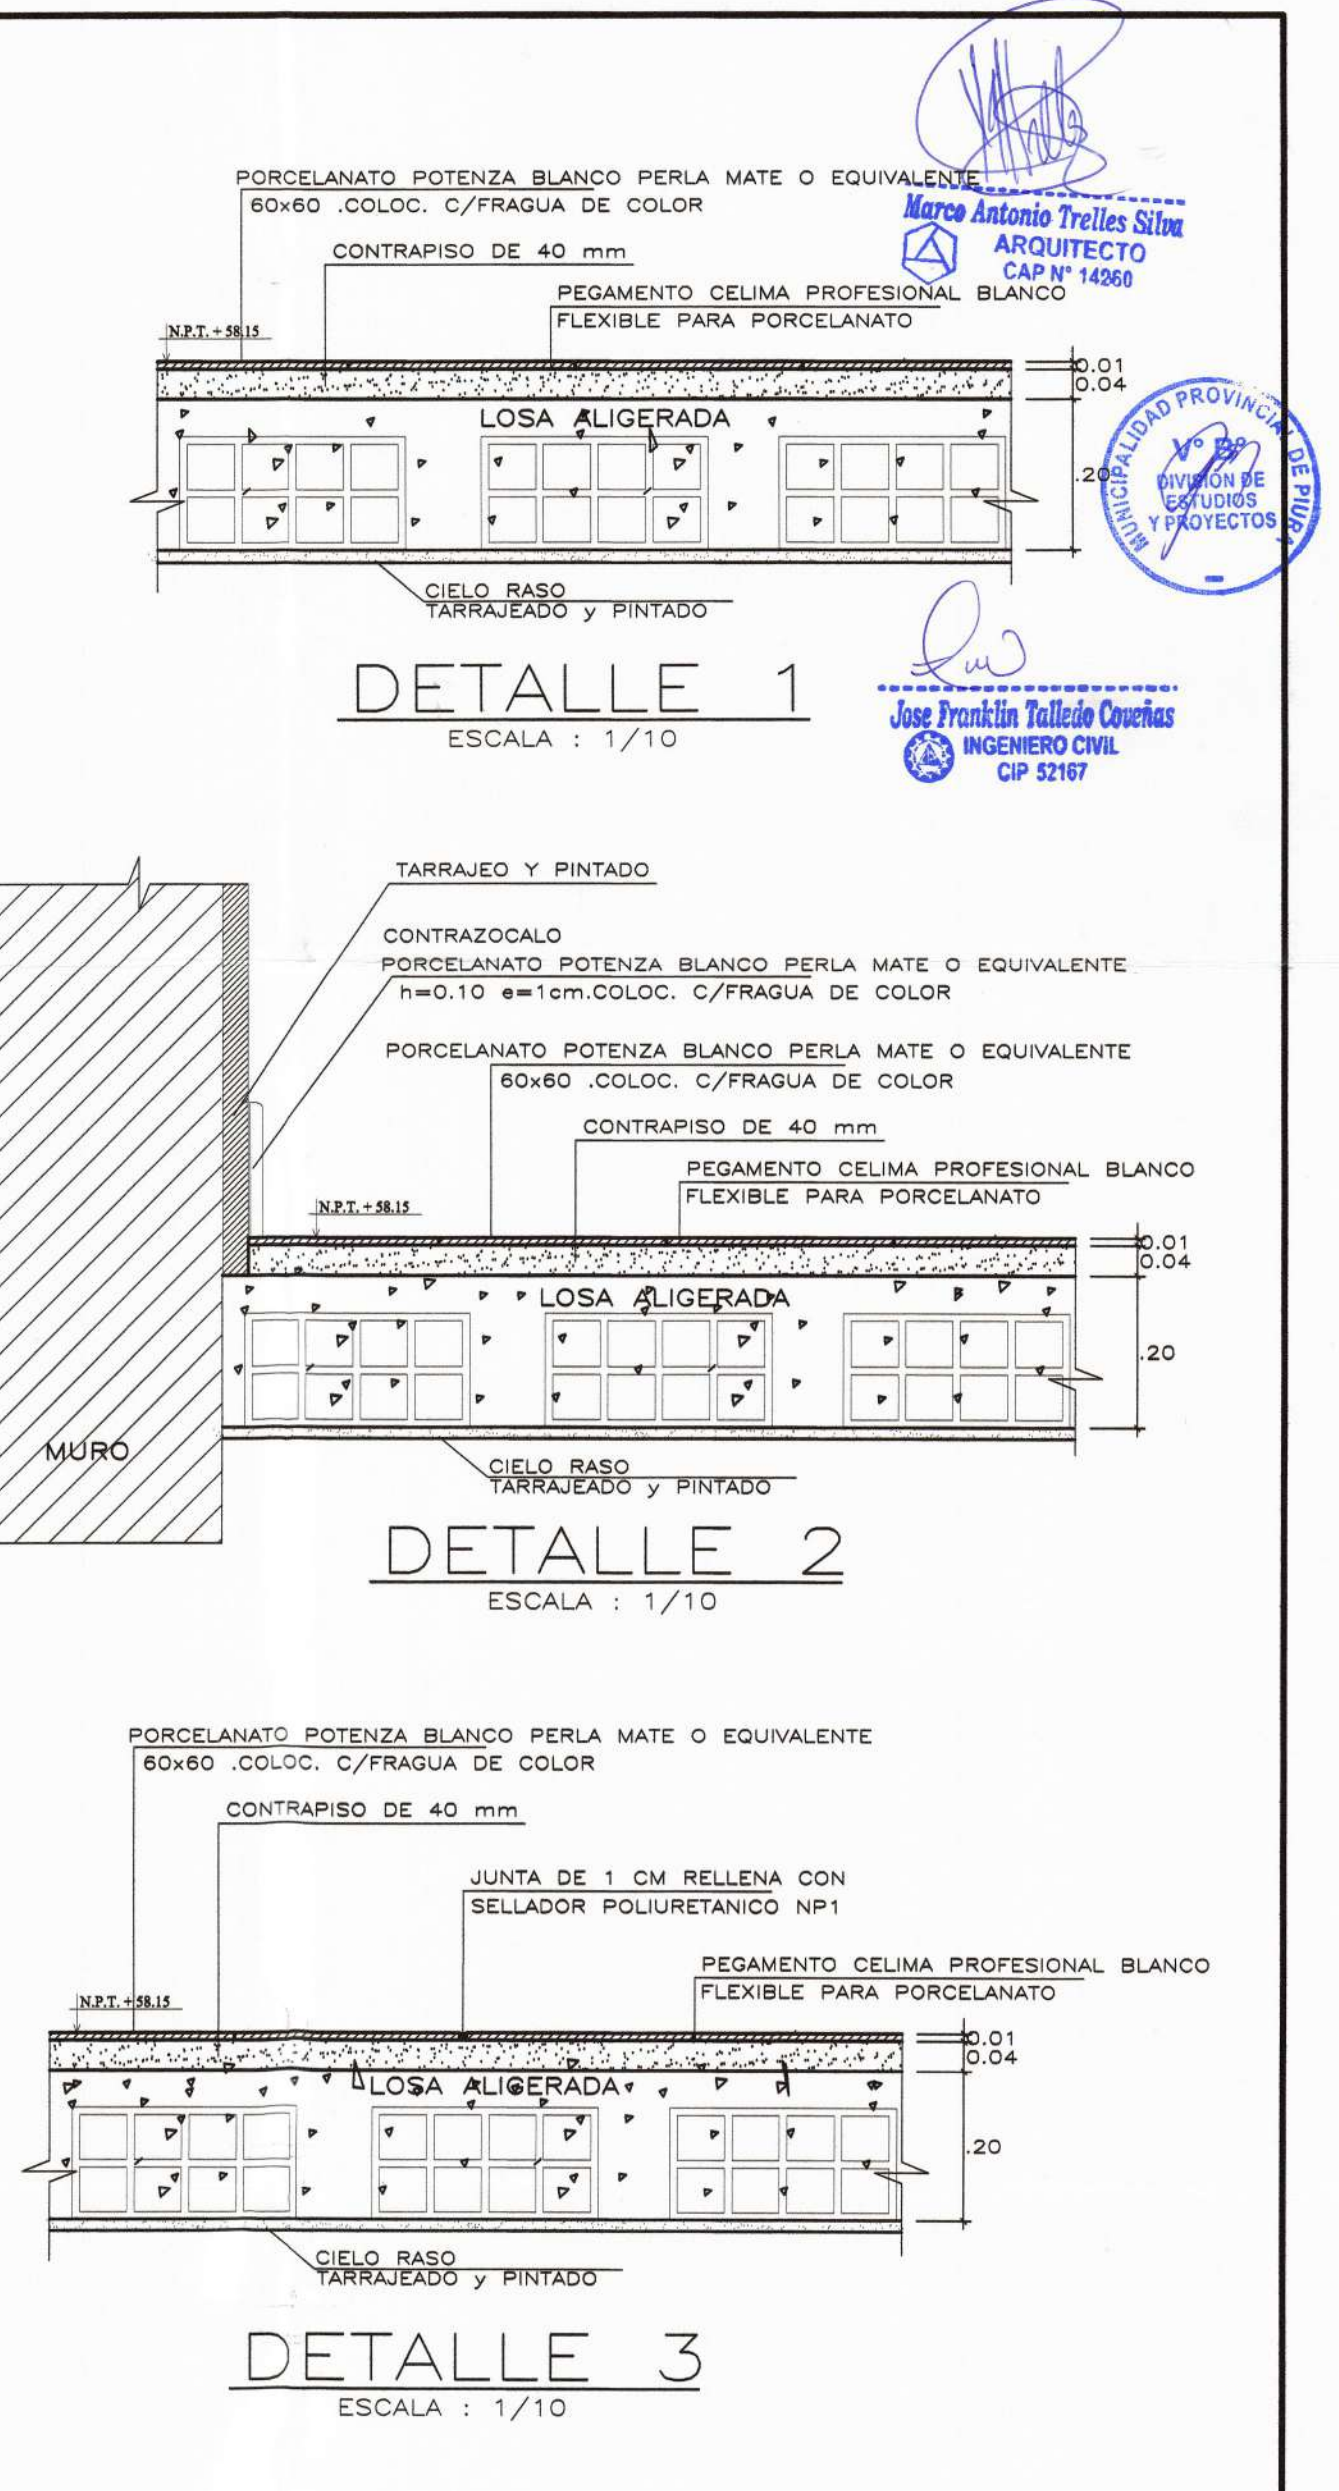 PORCELANATO POTENZA BLANCO PERLA MATE O EQUIVALENTE
60x60 .COLOC. C/FRAGUA DE COLOR
Marco Antonio Trelles Silva
ARQUITECTO
CAP N° 14260
CONTRAPISO DE 40 mm
PEGAMENTO CELIMA PROFESIONAL BLANCO
FLEXIBLE PARA PORCELANATO
N.P.T. + 58.15
0.01
0.04
LOSA ALIGERADA
.20
MUNICIPALIDAD PROVINCIAL DE PIURA
V° B°
DIVISIÓN DE
ESTUDIOS
Y PROYECTOS
CIELO RASO
TARRAJEADO y PINTADO
DETALLE 1
ESCALA : 1/10
Jose Franklin Talledo Coveñas
INGENIERO CIVIL
CIP 52167
TARRAJEO Y PINTADO
CONTRAZOCALO
PORCELANATO POTENZA BLANCO PERLA MATE O EQUIVALENTE
h=0.10 e=1cm.COLOC. C/FRAGUA DE COLOR
PORCELANATO POTENZA BLANCO PERLA MATE O EQUIVALENTE
60x60 .COLOC. C/FRAGUA DE COLOR
CONTRAPISO DE 40 mm
PEGAMENTO CELIMA PROFESIONAL BLANCO
FLEXIBLE PARA PORCELANATO
N.P.T. + 58.15
0.01
0.04
LOSA ALIGERADA
.20
MURO
CIELO RASO
TARRAJEADO y PINTADO
DETALLE 2
ESCALA : 1/10
PORCELANATO POTENZA BLANCO PERLA MATE O EQUIVALENTE
60x60 .COLOC. C/FRAGUA DE COLOR
CONTRAPISO DE 40 mm
JUNTA DE 1 CM RELLENA CON
SELLADOR POLIURETANICO NP1
PEGAMENTO CELIMA PROFESIONAL BLANCO
FLEXIBLE PARA PORCELANATO
N.P.T. + 58.15
0.01
0.04
LOSA ALIGERADA
.20
CIELO RASO
TARRAJEADO y PINTADO
DETALLE 3
ESCALA : 1/10